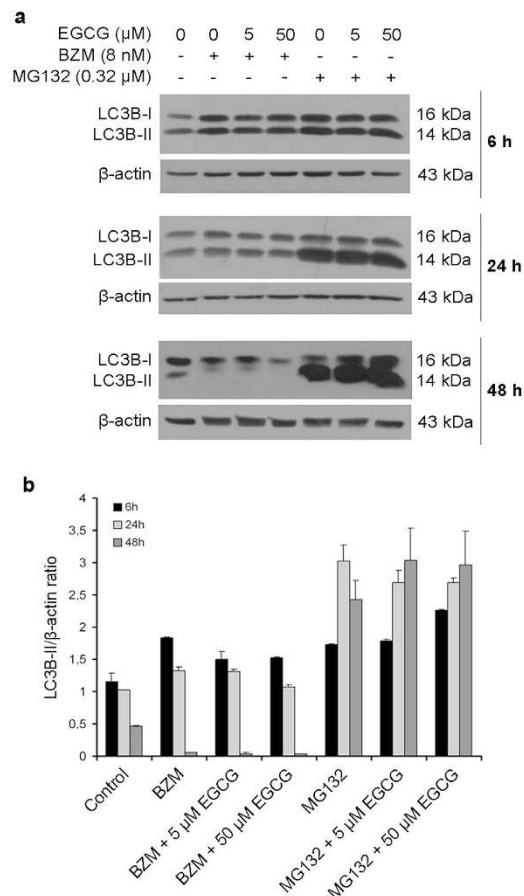 a
EGCG (µM) 0 0 5 50 0 5 50
BZM (8 nM) - + + + - - -
MG132 (0.32 µM) - - - - + + +
LC3B-I 16 kDa
LC3B-II 14 kDa
6 h
β-actin 43 kDa
LC3B-I 16 kDa
LC3B-II 14 kDa
24 h
β-actin 43 kDa
LC3B-I 16 kDa
LC3B-II 14 kDa
48 h
β-actin 43 kDa
b
LC3B-II/β-actin ratio
4
3.5
3
2.5
2
1.5
1
0.5
0
6h
24h
48h
Control
BZM
BZM + 5 µM EGCG
BZM + 50 µM EGCG
MG132
MG132 + 5 µM EGCG
MG132 + 50 µM EGCG